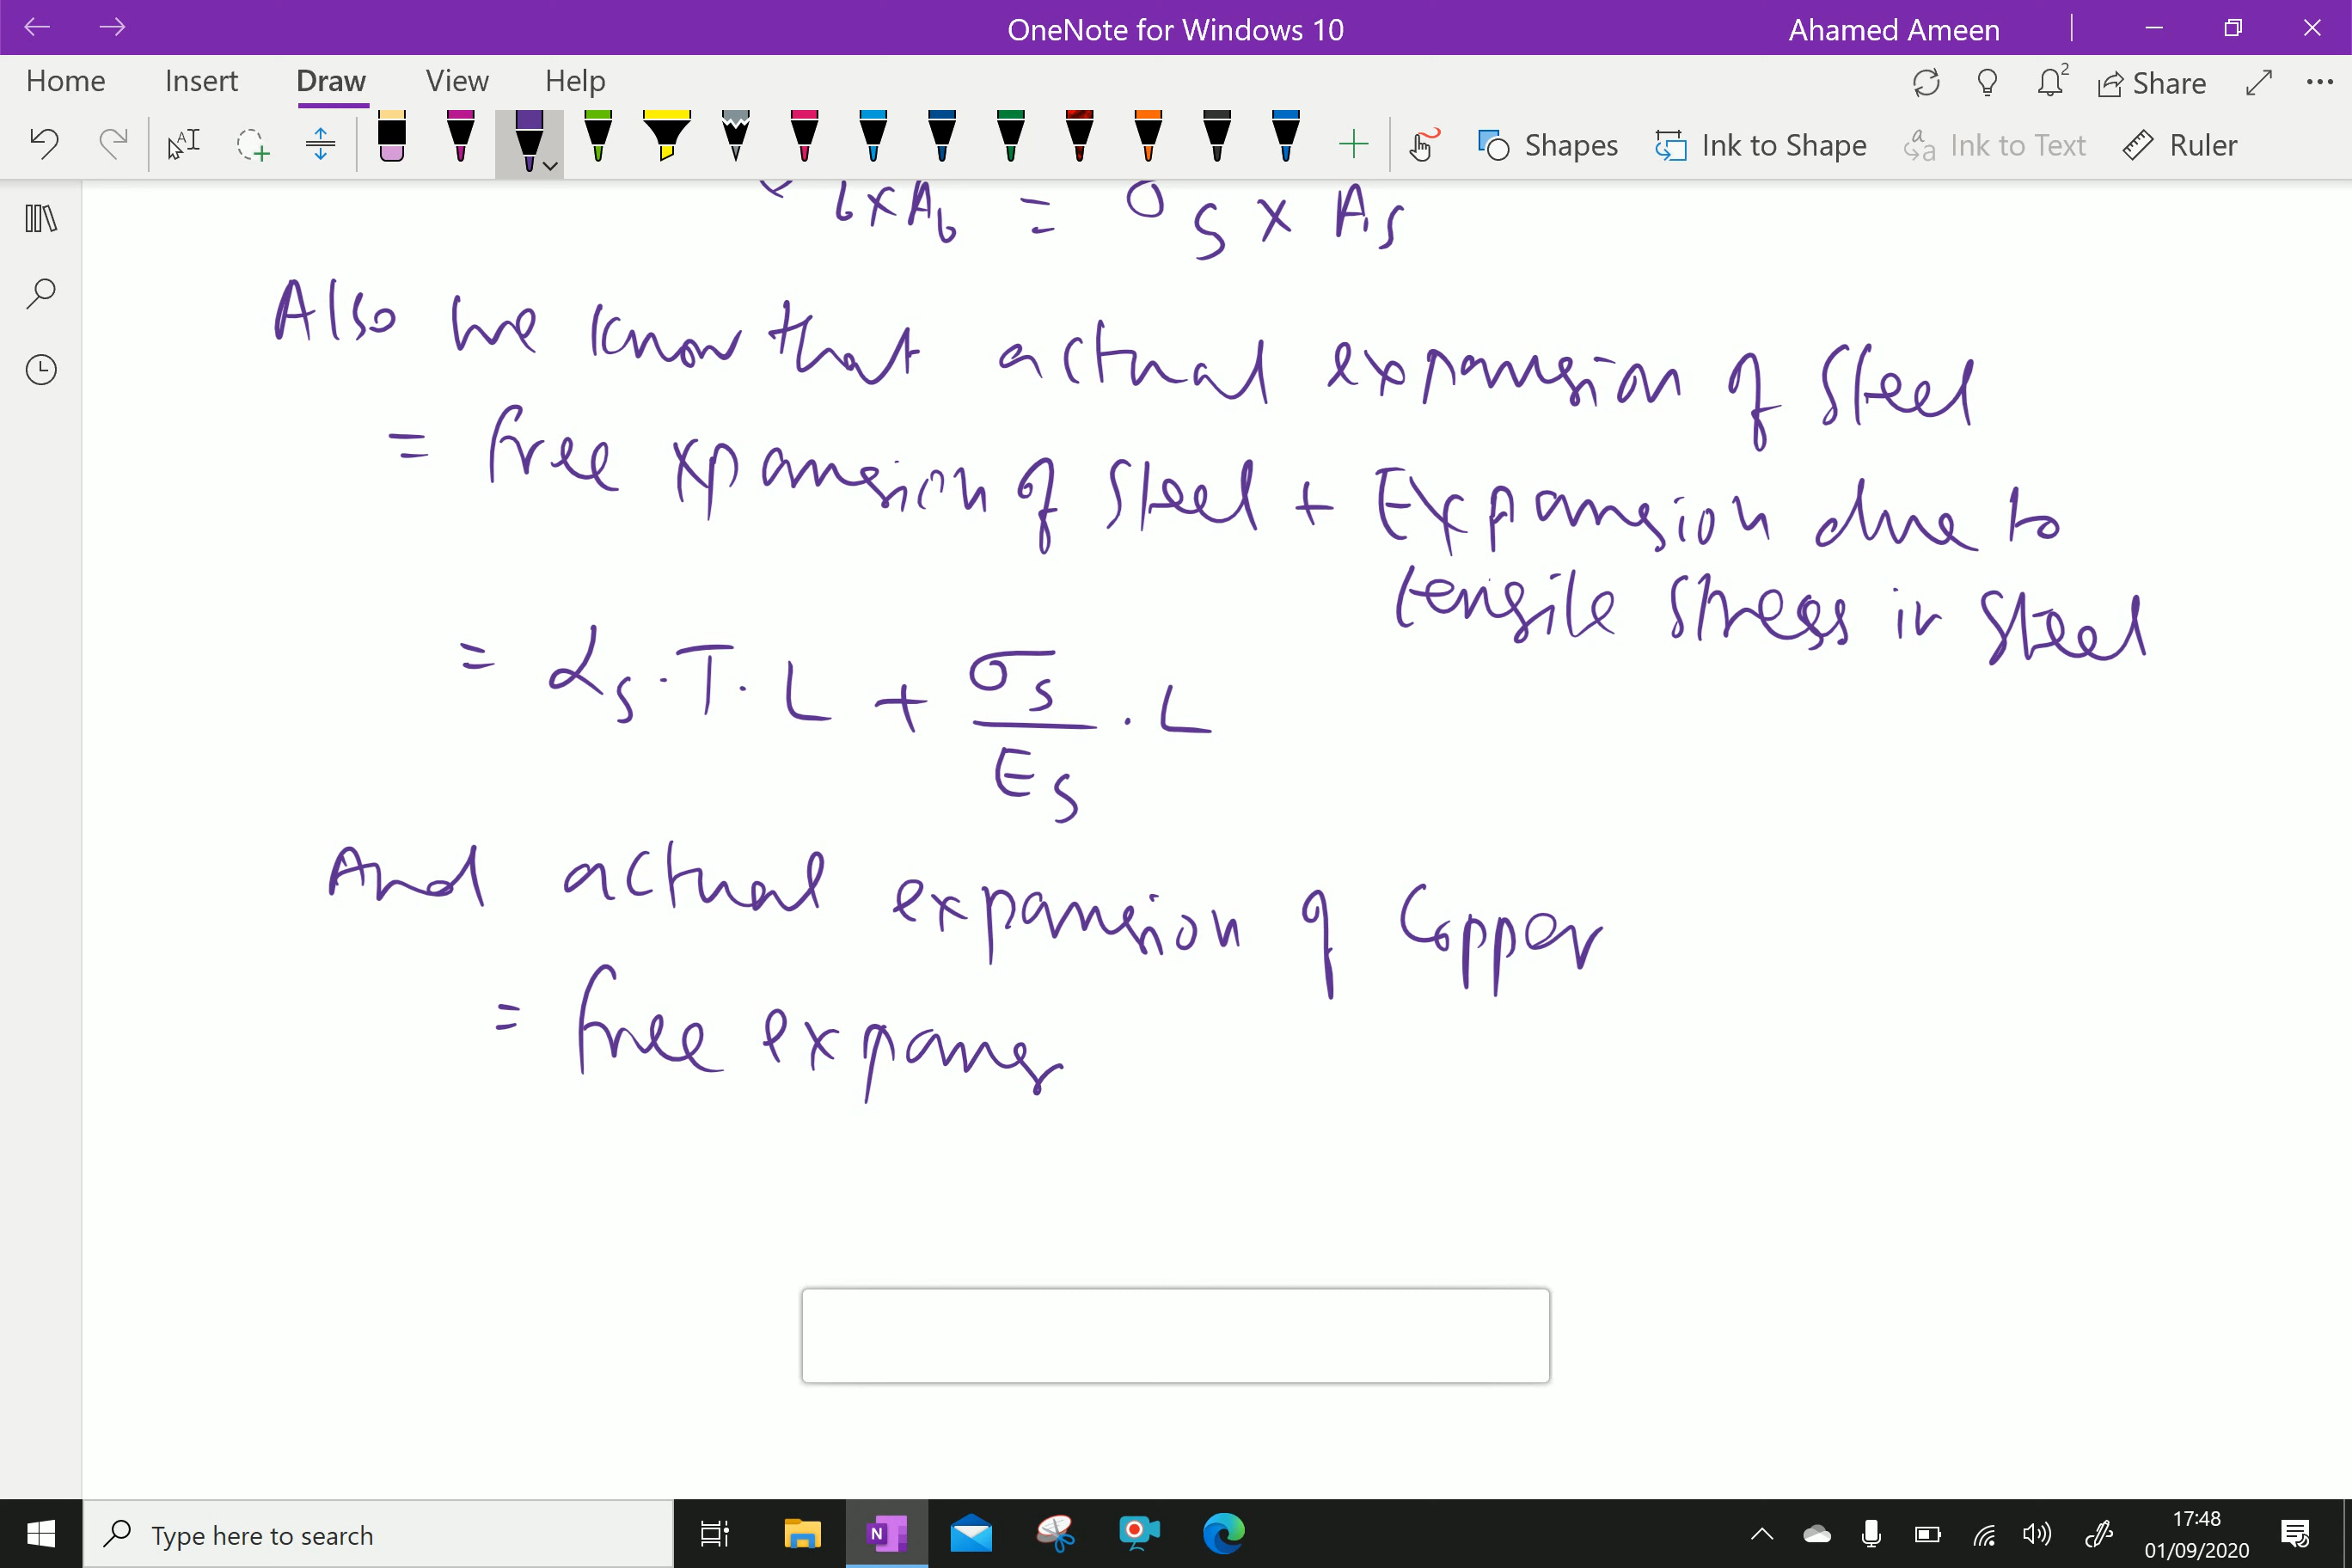 OneNote for Windows 10
Ahamed Ameen
Home Insert Draw View Help
2 Share
Shapes Ink to Shape Ink to Text Ruler
b x Ab = σs x As
Also we know that actual expansion of Steel
= free xpansion of Steel + Expansion due to
tensile stress in Steel
= αs . T . L + σs/Es . L
And actual expansion of Copper
= free expans
Type here to search
17:48
01/09/2020